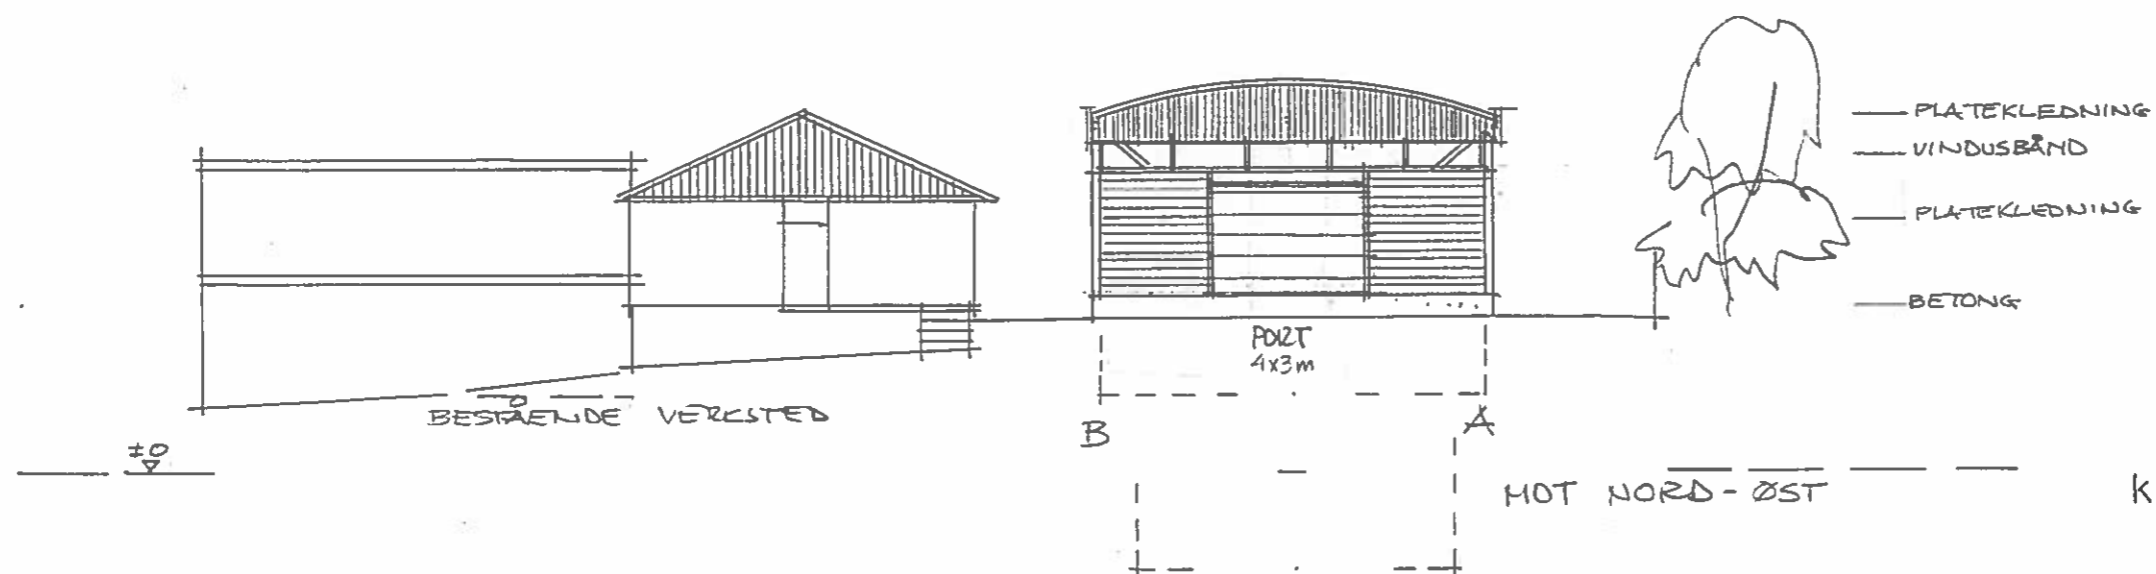 PLATEKLEDNING
VINDUSBÅND
PLATEKLEDNING
BETONG
PORT
4x3m
BESTÅENDE VERKSTED
B
A
±0
MOT NORD-ØST
k